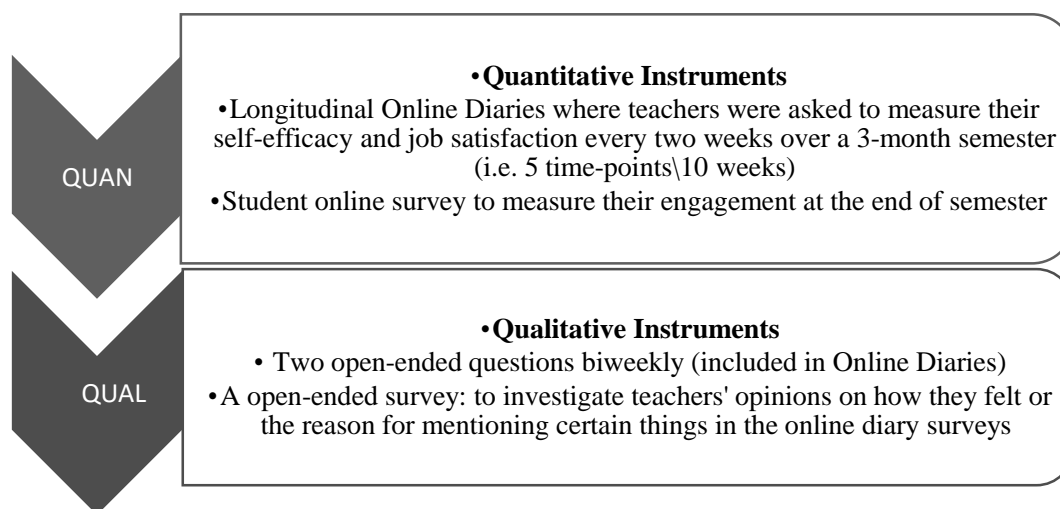 QUAN
•Quantitative Instruments
•Longitudinal Online Diaries where teachers were asked to measure their
self-efficacy and job satisfaction every two weeks over a 3-month semester
(i.e. 5 time-points\10 weeks)
•Student online survey to measure their engagement at the end of semester
QUAL
•Qualitative Instruments
• Two open-ended questions biweekly (included in Online Diaries)
•A open-ended survey: to investigate teachers' opinions on how they felt or
the reason for mentioning certain things in the online diary surveys